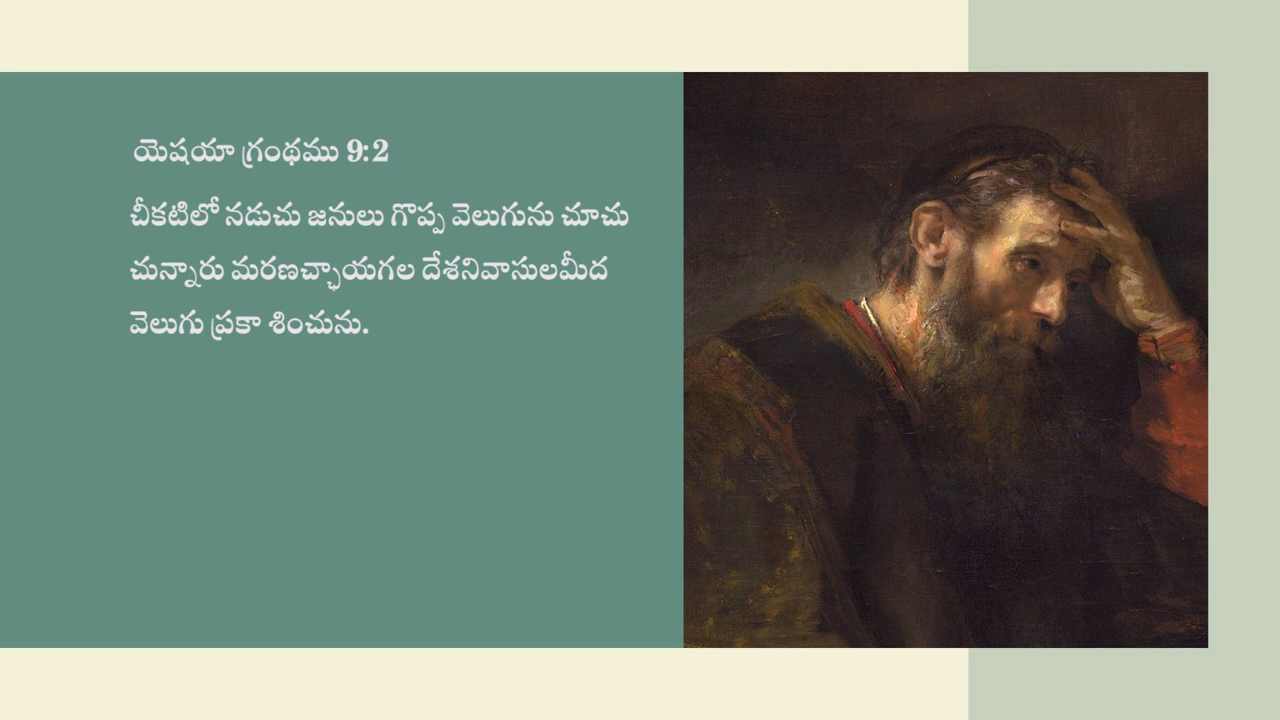 యెషయా గ్రంథము 9:2
చీకటిలో నడుచు జనులు గొప్ప వెలుగును చూచు
చున్నారు మరణచ్ఛాయగల దేశనివాసులమీద
వెలుగు ప్రకా శించును.